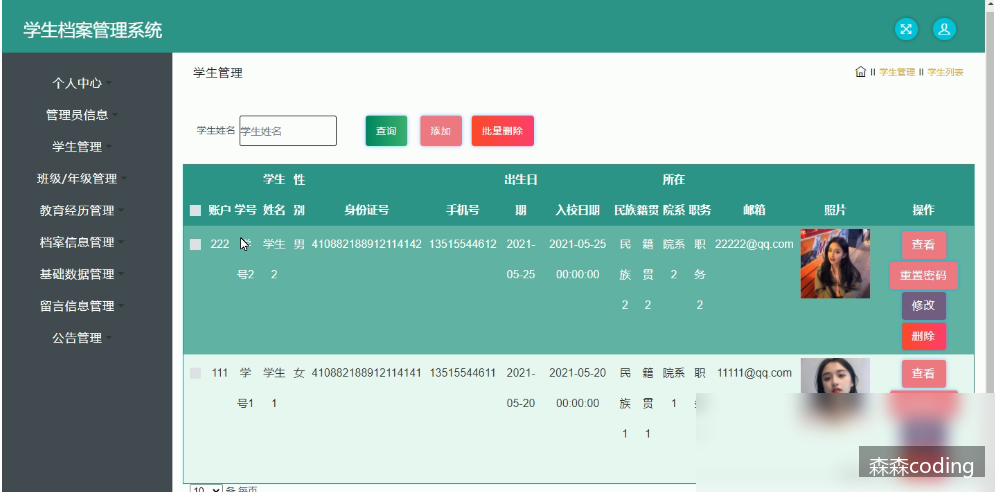 学生档案管理系统
个人中心
管理员信息
学生管理
班级/年级管理
教育经历管理
档案信息管理
基础数据管理
留言信息管理
公告管理
学生管理
学生管理 学生列表
学生姓名 学生姓名 查询 添加 批量删除
学生 性 出生日 所在
账户 学号 姓名 别 身份证号 手机号 期 入校日期 民族 籍贯 院系 职务 邮箱 照片 操作
222 学 学生 男 410882188912114142 13515544612 2021- 2021-05-25 民 籍 院系 职 22222@qq.com 查看
号2 2 05-25 00:00:00 族 贯 2 务 重置密码
2 2 2 修改
删除
111 学 学生 女 410882188912114141 13515544611 2021- 2021-05-20 民 籍 院系 职 11111@qq.com 查看
号1 1 05-20 00:00:00 族 贯 1
1 1
10 条 每页
森森coding